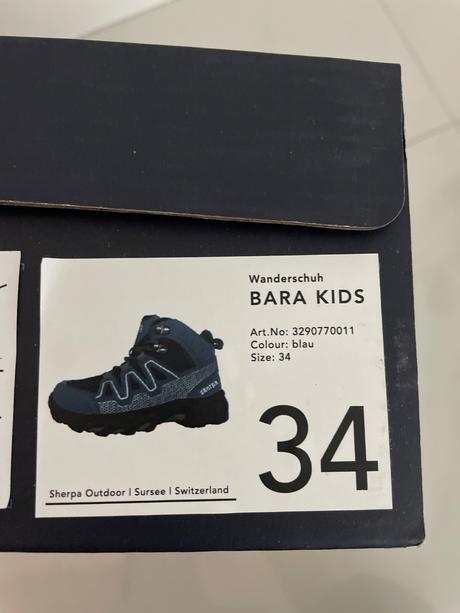 Wanderschuh
BARA KIDS
Art.No: 3290770011
Colour: blau
Size: 34
34
Sherpa Outdoor | Sursee | Switzerland